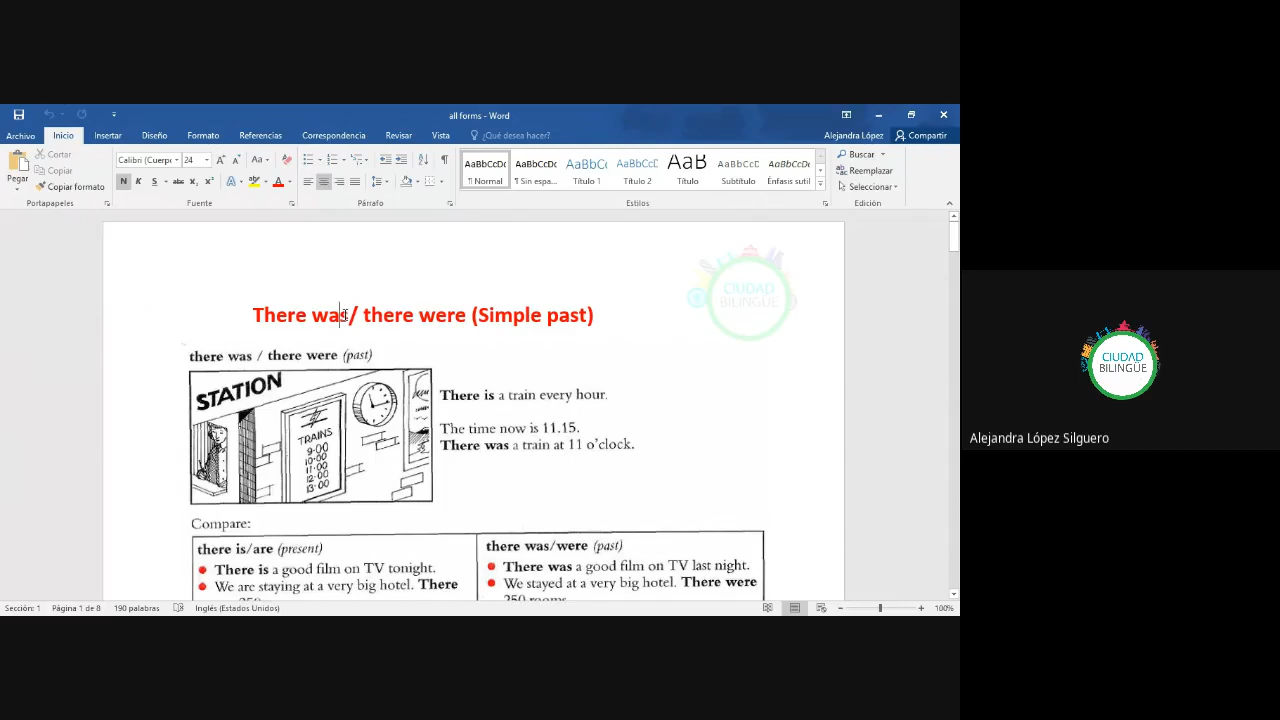 all forms - Word
Archivo Inicio Insertar Diseño Formato Referencias Correspondencia Revisar Vista ¿Qué desea hacer? Alejandra López Compartir
Pegar
Cortar
Copiar
Copiar formato
Portapapeles
Calibri (Cuerp 24
Fuente
Párrafo
AaBbCcDc AaBbCcDc AaBbCc AaBbCcD AaB AaBbCcD AaBbCcDc
¶ Normal ¶ Sin espa... Título 1 Título 2 Título Subtítulo Énfasis sutil
Estilos
Buscar
Reemplazar
Seleccionar
Edición
CIUDAD
BILINGÜE
There was/ there were (Simple past)
there was / there were (past)
STATION
TRAINS
9·00
10·00
11·00
12·00
13·00
There is a train every hour.
The time now is 11.15.
There was a train at 11 o'clock.
Compare:
there is/are (present)
There is a good film on TV tonight.
We are staying at a very big hotel. There
there was/were (past)
There was a good film on TV last night.
We stayed at a very big hotel. There were
250 rooms
Sección: 1 Página 1 de 8 190 palabras Inglés (Estados Unidos) 100%
CIUDAD
BILINGÜE
Alejandra López Silguero